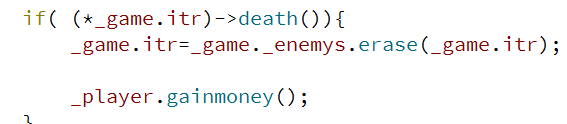 if( (*_game.itr)->death()){
_game.itr=_game._enemys.erase(_game.itr);
_player.gainmoney();
}